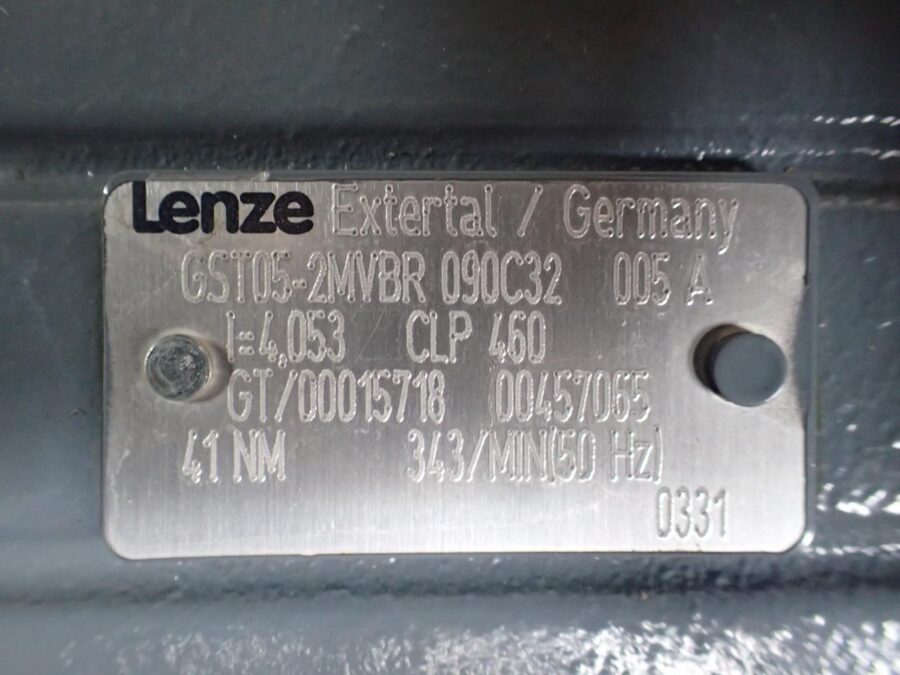 Lenze Extertal / Germany
GST05-2MVBR 090C32 005 A
I=4,053 CLP 460
GT/00015718 00457065
41 NM 343/MIN(50 Hz)
0331